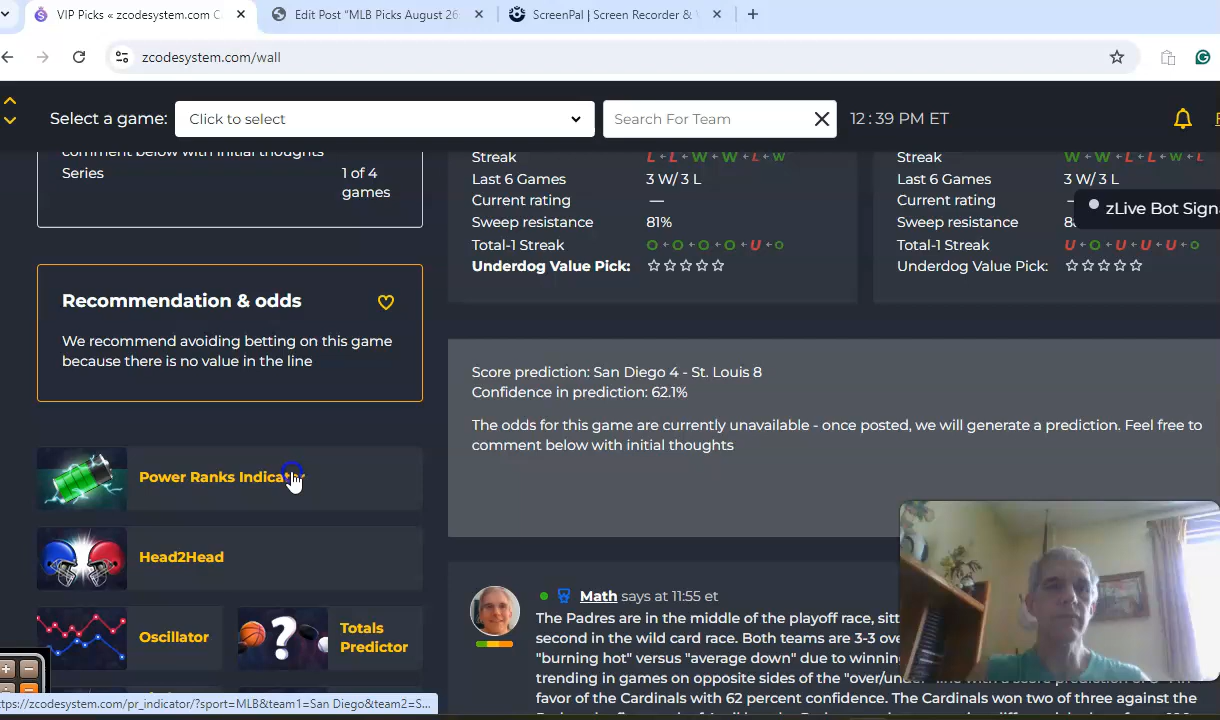 VIP Picks « zcodesystem.com C
Edit Post "MLB Picks August 26
ScreenPal | Screen Recorder &
zcodesystem.com/wall
Select a game:
Click to select
Search For Team
12:39 PM ET
comment below with initial thoughts
Series
1 of 4
games
Streak
L L W W L W
Last 6 Games
3 W/ 3 L
Current rating
—
Sweep resistance
81%
Total-1 Streak
O O O O U O
Underdog Value Pick:
Streak
W W L L W L
Last 6 Games
3 W/ 3 L
Current rating
Sweep resistance
Total-1 Streak
U O U U U O
Underdog Value Pick:
zLive Bot Sign
Recommendation & odds
We recommend avoiding betting on this game
because there is no value in the line
Score prediction: San Diego 4 - St. Louis 8
Confidence in prediction: 62.1%
The odds for this game are currently unavailable - once posted, we will generate a prediction. Feel free to
comment below with initial thoughts
Power Ranks Indica
Head2Head
Oscillator
Totals
Predictor
Math says at 11:55 et
The Padres are in the middle of the playoff race, sitt
second in the wild card race. Both teams are 3-3 ove
"burning hot" versus "average down" due to winnin
trending in games on opposite sides of the "over/un
favor of the Cardinals with 62 percent confidence. The Cardinals won two of three against the
ttps://zcodesystem.com/pr_indicator/?sport=MLB&team1=San Diego&team2=S...